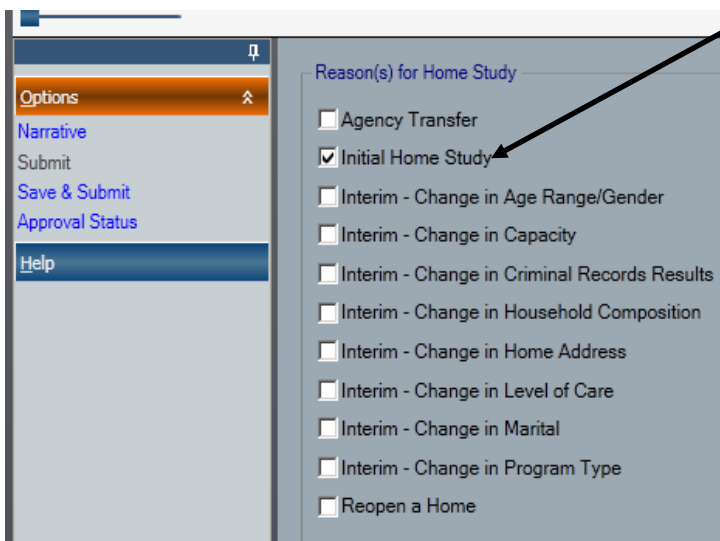 Options
Narrative
Submit
Save & Submit
Approval Status
Help
Reason(s) for Home Study
Agency Transfer
Initial Home Study
Interim - Change in Age Range/Gender
Interim - Change in Capacity
Interim - Change in Criminal Records Results
Interim - Change in Household Composition
Interim - Change in Home Address
Interim - Change in Level of Care
Interim - Change in Marital
Interim - Change in Program Type
Reopen a Home